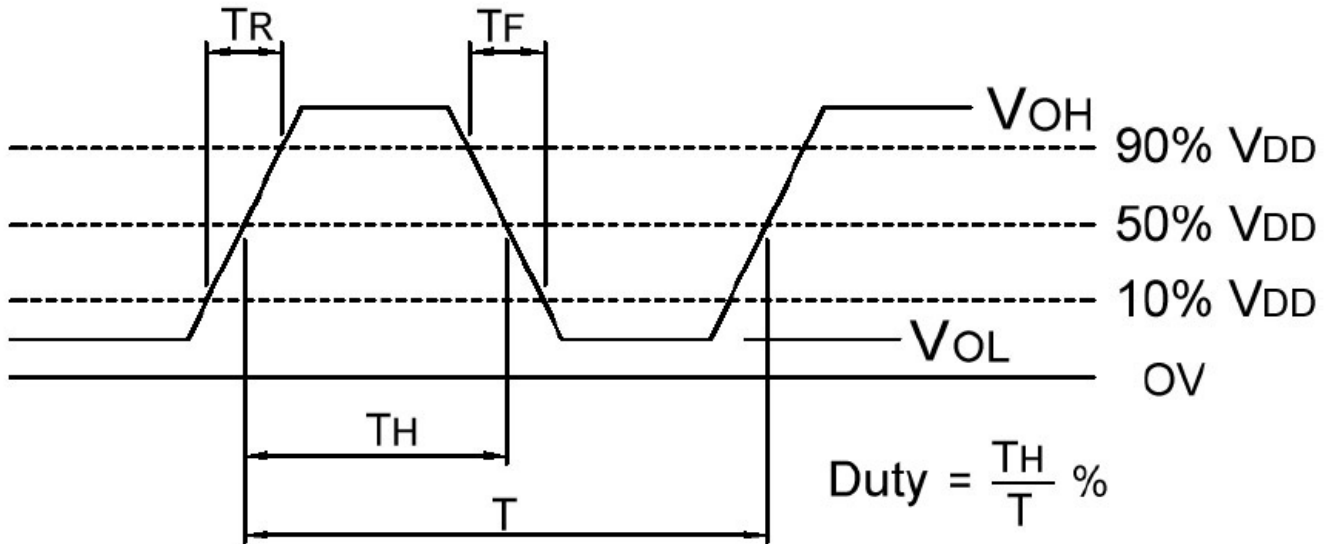 TR
TF
VOH
90% VDD
50% VDD
10% VDD
VOL
OV
TH
Duty = TH/T %
T